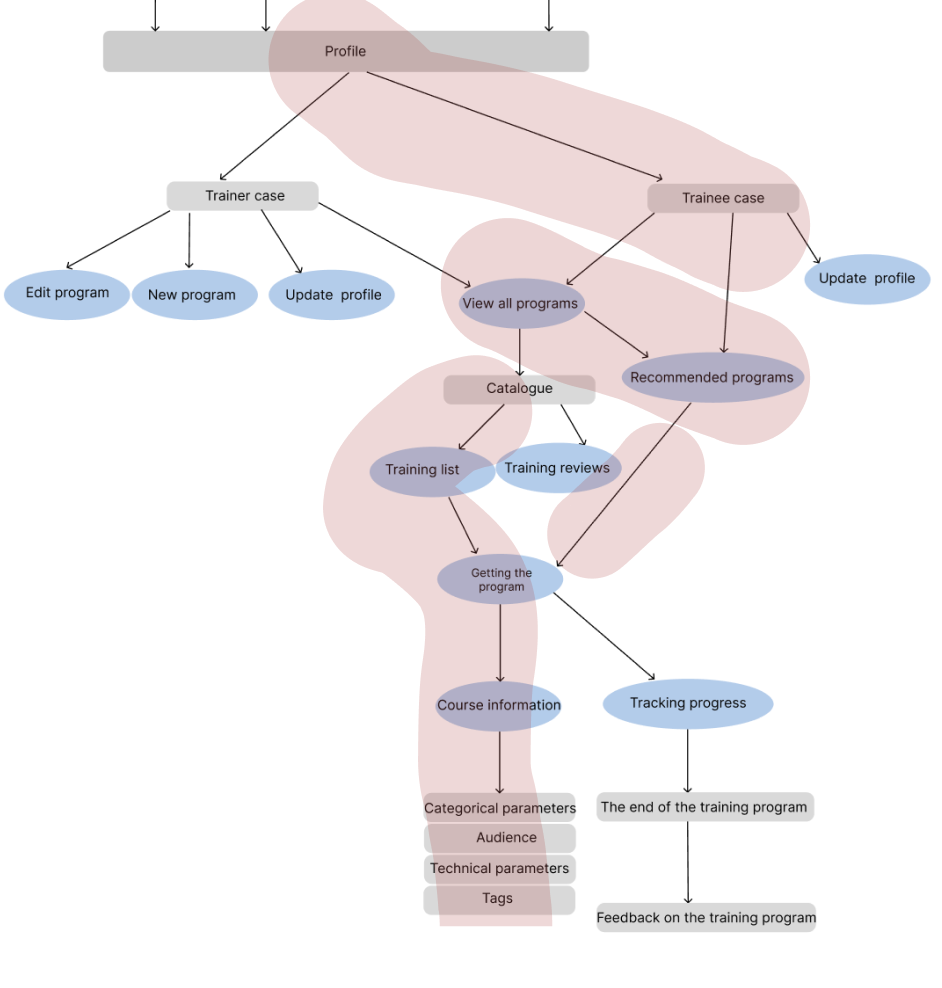 Profile
Trainer case
Trainee case
Edit program
New program
Update profile
View all programs
Update profile
Recommended programs
Catalogue
Training list
Training reviews
Getting the
program
Course information
Tracking progress
Categorical parameters
The end of the training program
Audience
Technical parameters
Tags
Feedback on the training program